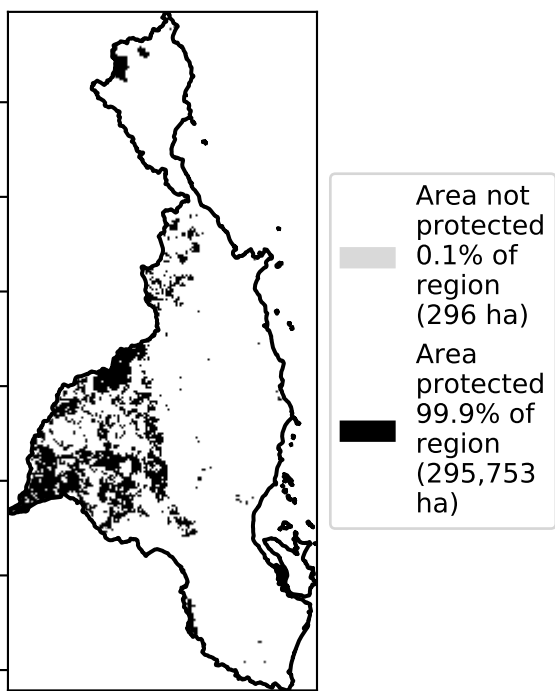 Area not
protected
0.1% of
region
(296 ha)
Area
protected
99.9% of
region
(295,753
ha)